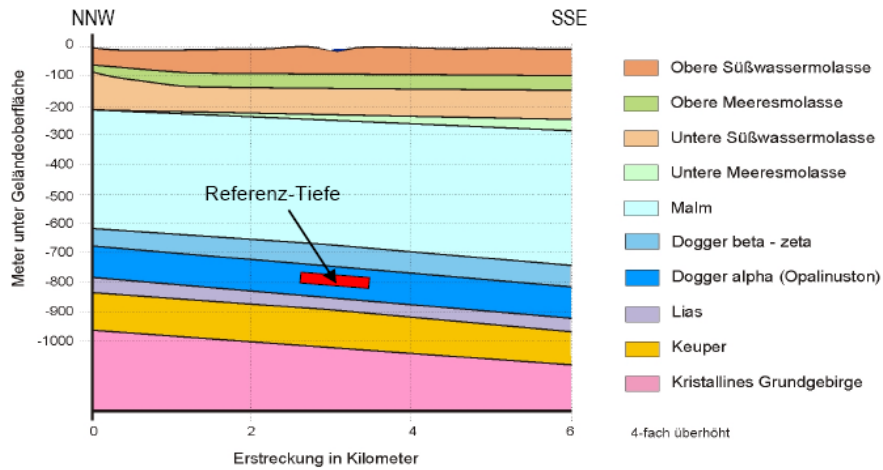 NNW
SSE
Meter unter Geländeoberfläche
0
-100
-200
-300
-400
-500
-600
-700
-800
-900
-1000
Referenz-Tiefe
0
2
4
6
Erstreckung in Kilometer
Obere Süßwassermolasse
Obere Meeresmolasse
Untere Süßwassermolasse
Untere Meeresmolasse
Malm
Dogger beta - zeta
Dogger alpha (Opalinuston)
Lias
Keuper
Kristallines Grundgebirge
4-fach überhöht